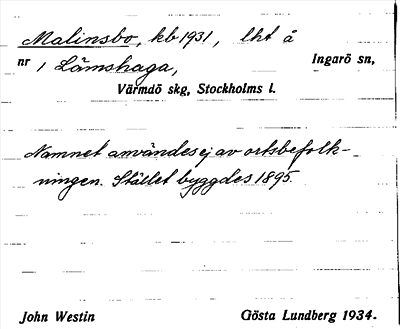 Malinsbo, kb 1931, lht å
nr 1 Lämshaga, Ingarö sn,
Värmdö skg, Stockholms l.
Namnet användes ej av ortsbefolk-
ningen. Stället byggdes 1895.
John Westin Gösta Lundberg 1934.